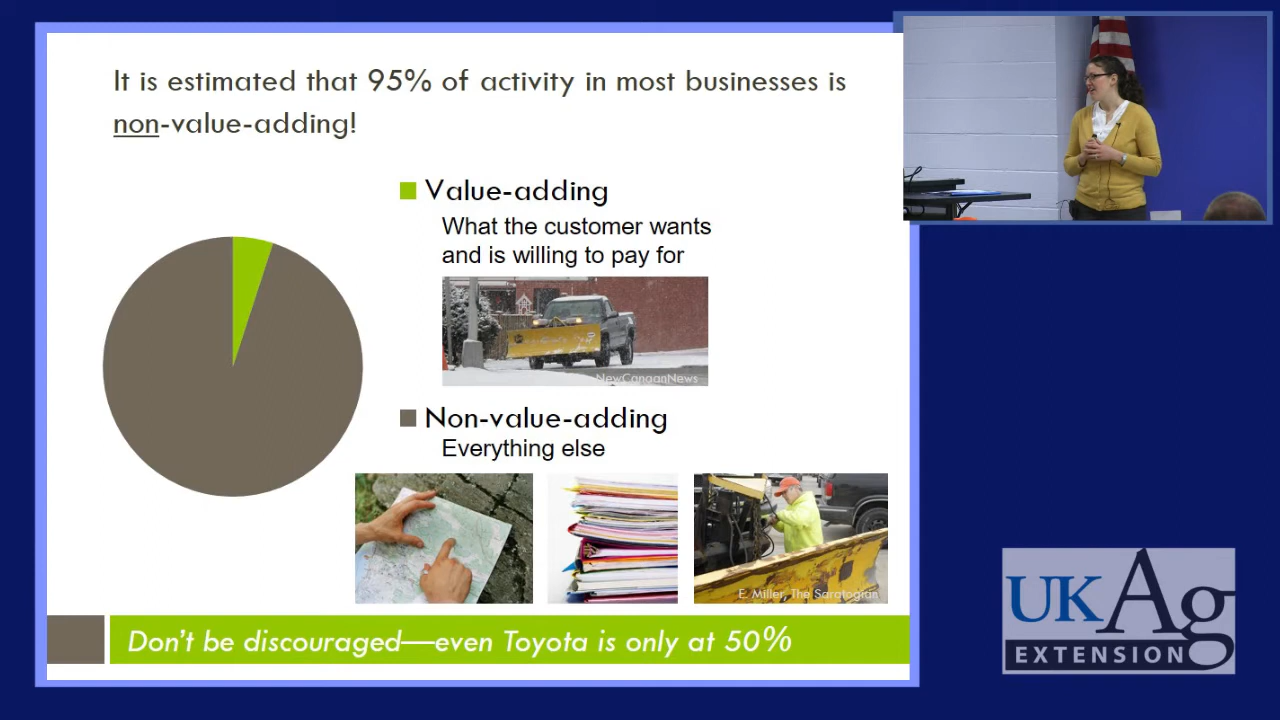 It is estimated that 95% of activity in most businesses is
non-value-adding!
Value-adding
What the customer wants
and is willing to pay for
NewCanaanNews
Non-value-adding
Everything else
E. Miller, The Saratogian
Don't be discouraged—even Toyota is only at 50%
UKAg
EXTENSION